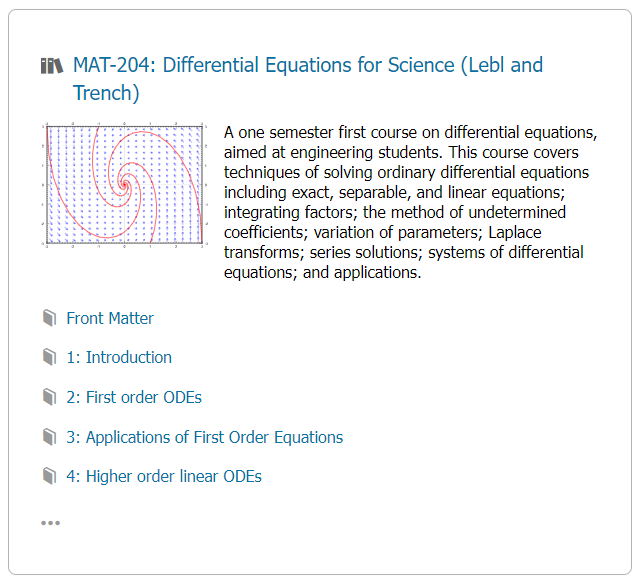 MAT-204: Differential Equations for Science (Lebl and
Trench)
A one semester first course on differential equations,
aimed at engineering students. This course covers
techniques of solving ordinary differential equations
including exact, separable, and linear equations;
integrating factors; the method of undetermined
coefficients; variation of parameters; Laplace
transforms; series solutions; systems of differential
equations; and applications.
Front Matter
1: Introduction
2: First order ODEs
3: Applications of First Order Equations
4: Higher order linear ODEs
•••